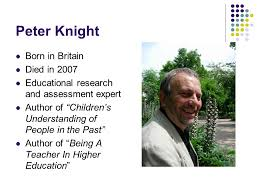 Peter Knight
Born in Britain
Died in 2007
Educational research
and assessment expert
Author of “Children’s
Understanding of
People in the Past”
Author of “Being A
Teacher In Higher
Education”